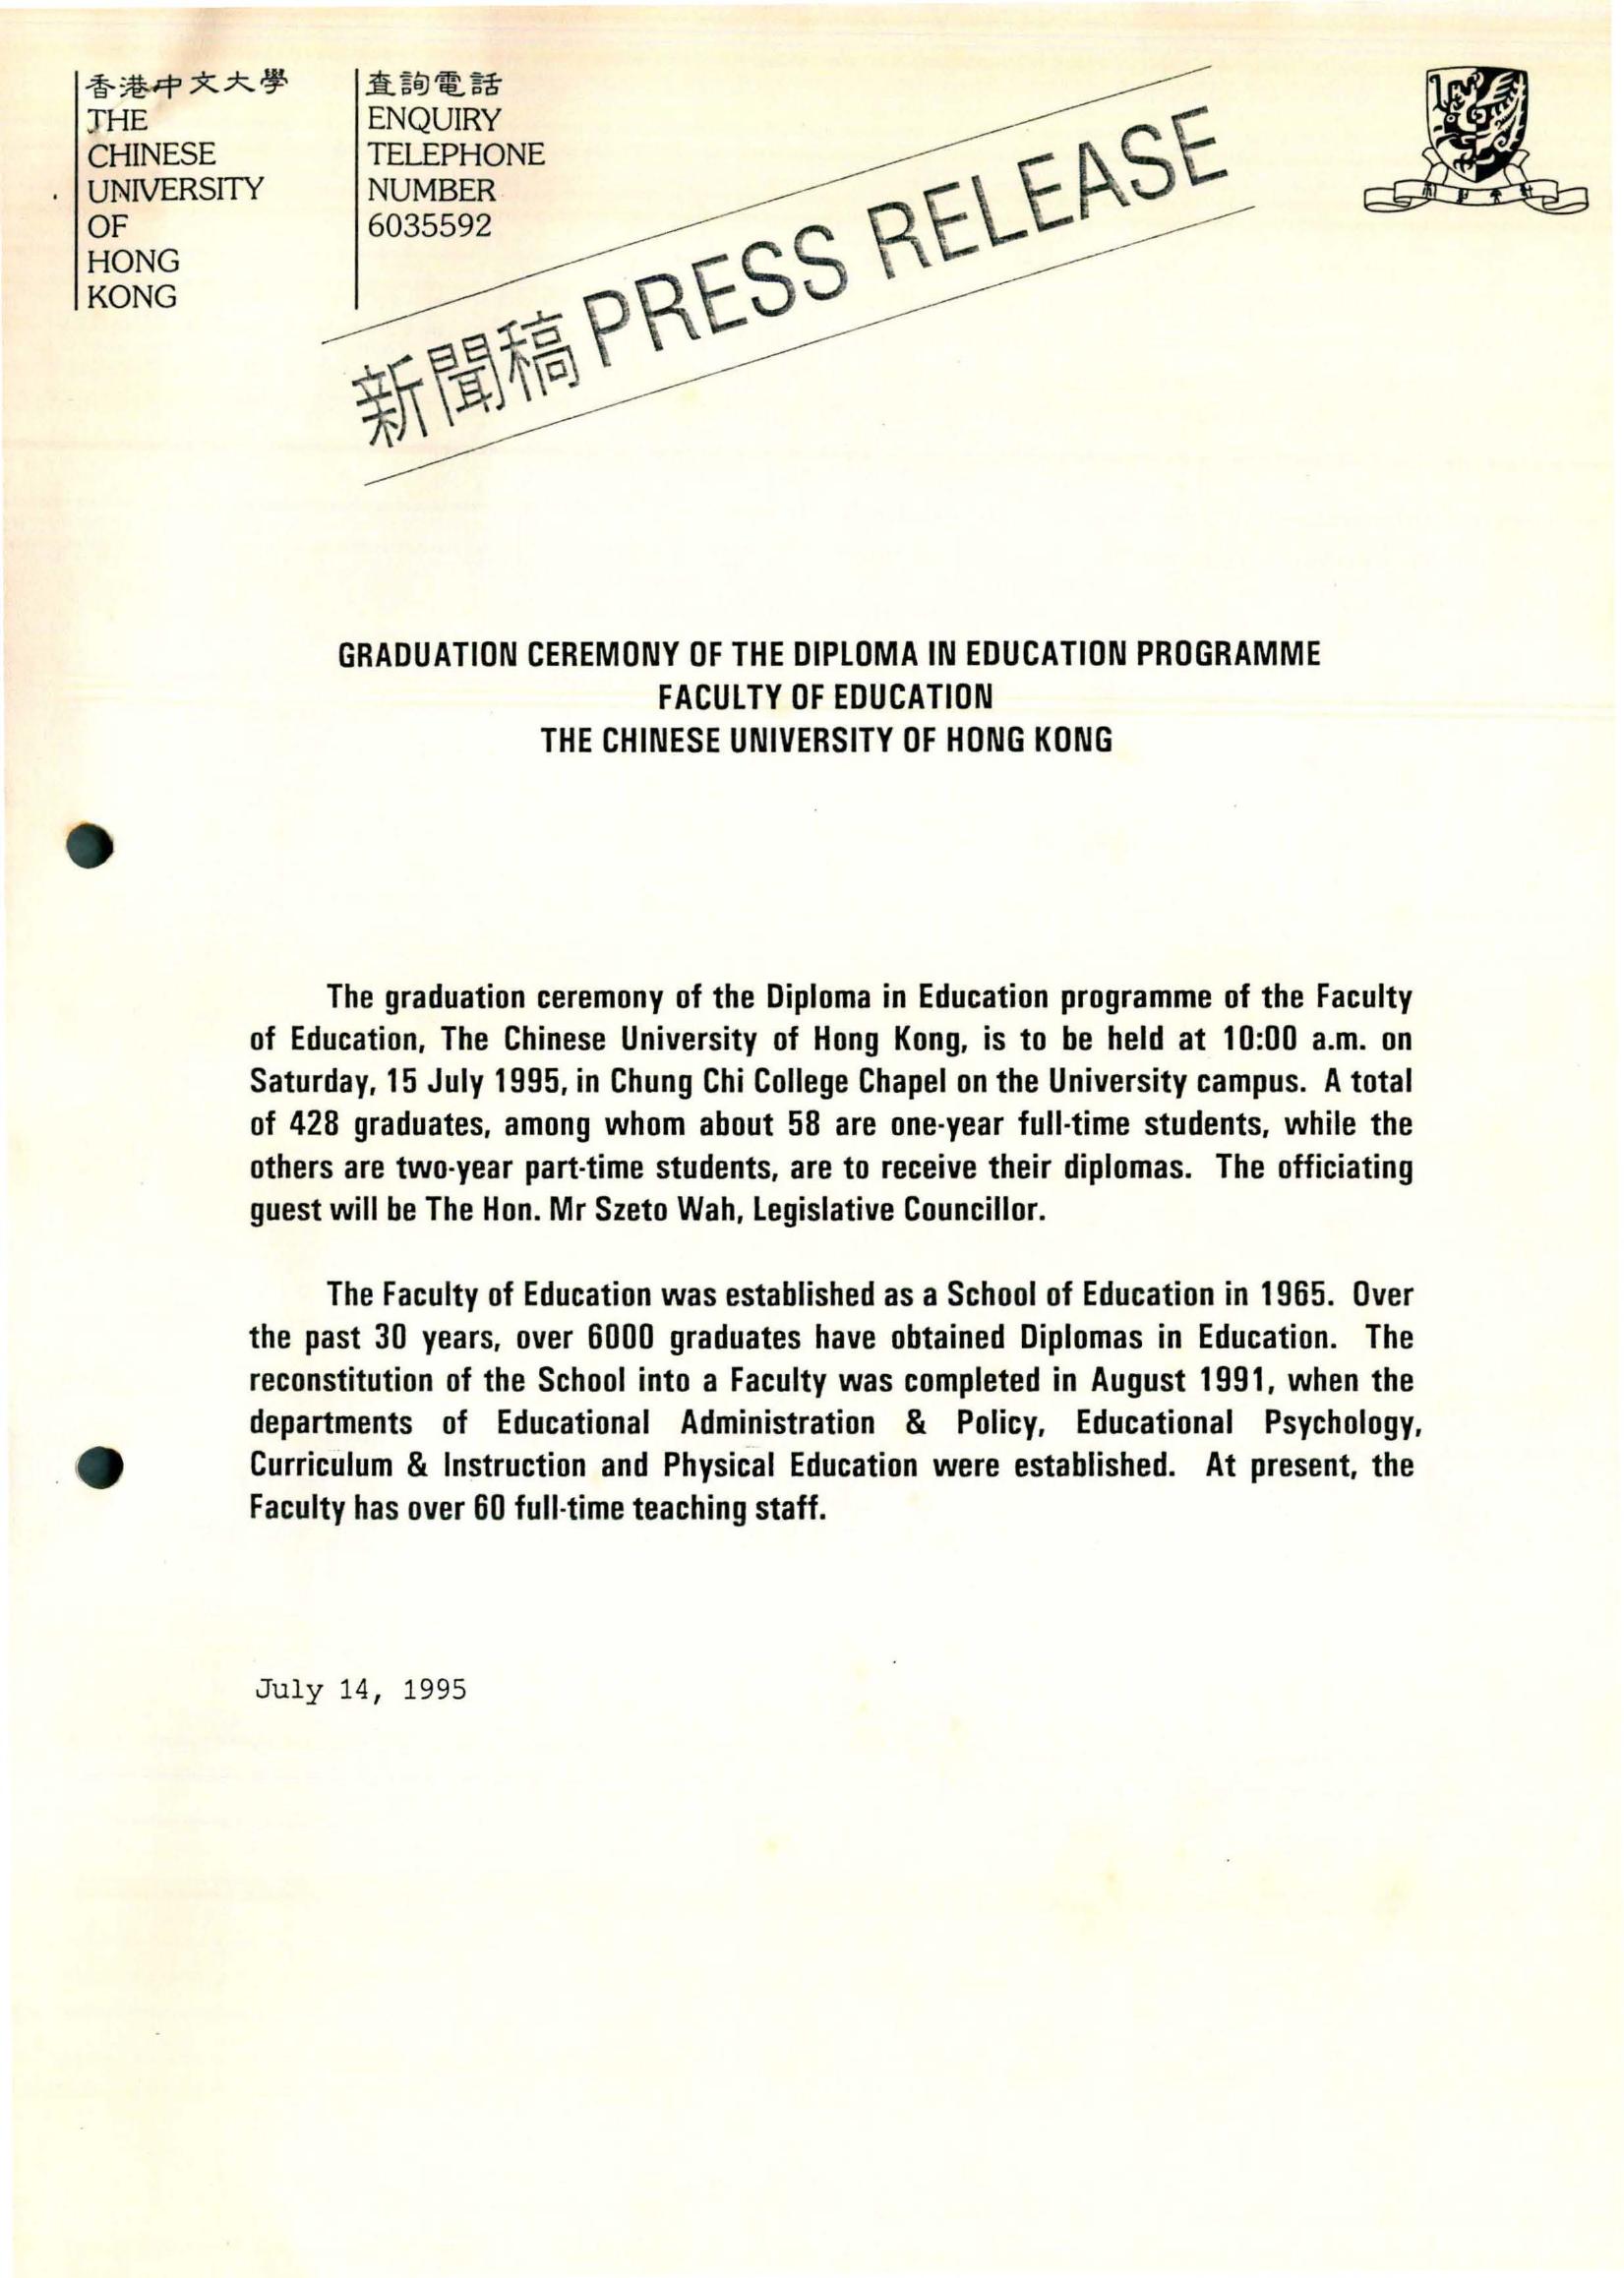 香港中文大學
THE
CHINESE
UNIVERSITY
OF
HONG
KONG
查詢電話
ENQUIRY
TELEPHONE
NUMBER
6035592
新聞稿 PRESS RELEASE
GRADUATION CEREMONY OF THE DIPLOMA IN EDUCATION PROGRAMME
FACULTY OF EDUCATION
THE CHINESE UNIVERSITY OF HONG KONG
The graduation ceremony of the Diploma in Education programme of the Faculty
of Education, The Chinese University of Hong Kong, is to be held at 10:00 a.m. on
Saturday, 15 July 1995, in Chung Chi College Chapel on the University campus. A total
of 428 graduates, among whom about 58 are one-year full-time students, while the
others are two-year part-time students, are to receive their diplomas. The officiating
guest will be The Hon. Mr Szeto Wah, Legislative Councillor.
The Faculty of Education was established as a School of Education in 1965. Over
the past 30 years, over 6000 graduates have obtained Diplomas in Education. The
reconstitution of the School into a Faculty was completed in August 1991, when the
departments of Educational Administration & Policy, Educational Psychology,
Curriculum & Instruction and Physical Education were established. At present, the
Faculty has over 60 full-time teaching staff.
July 14, 1995